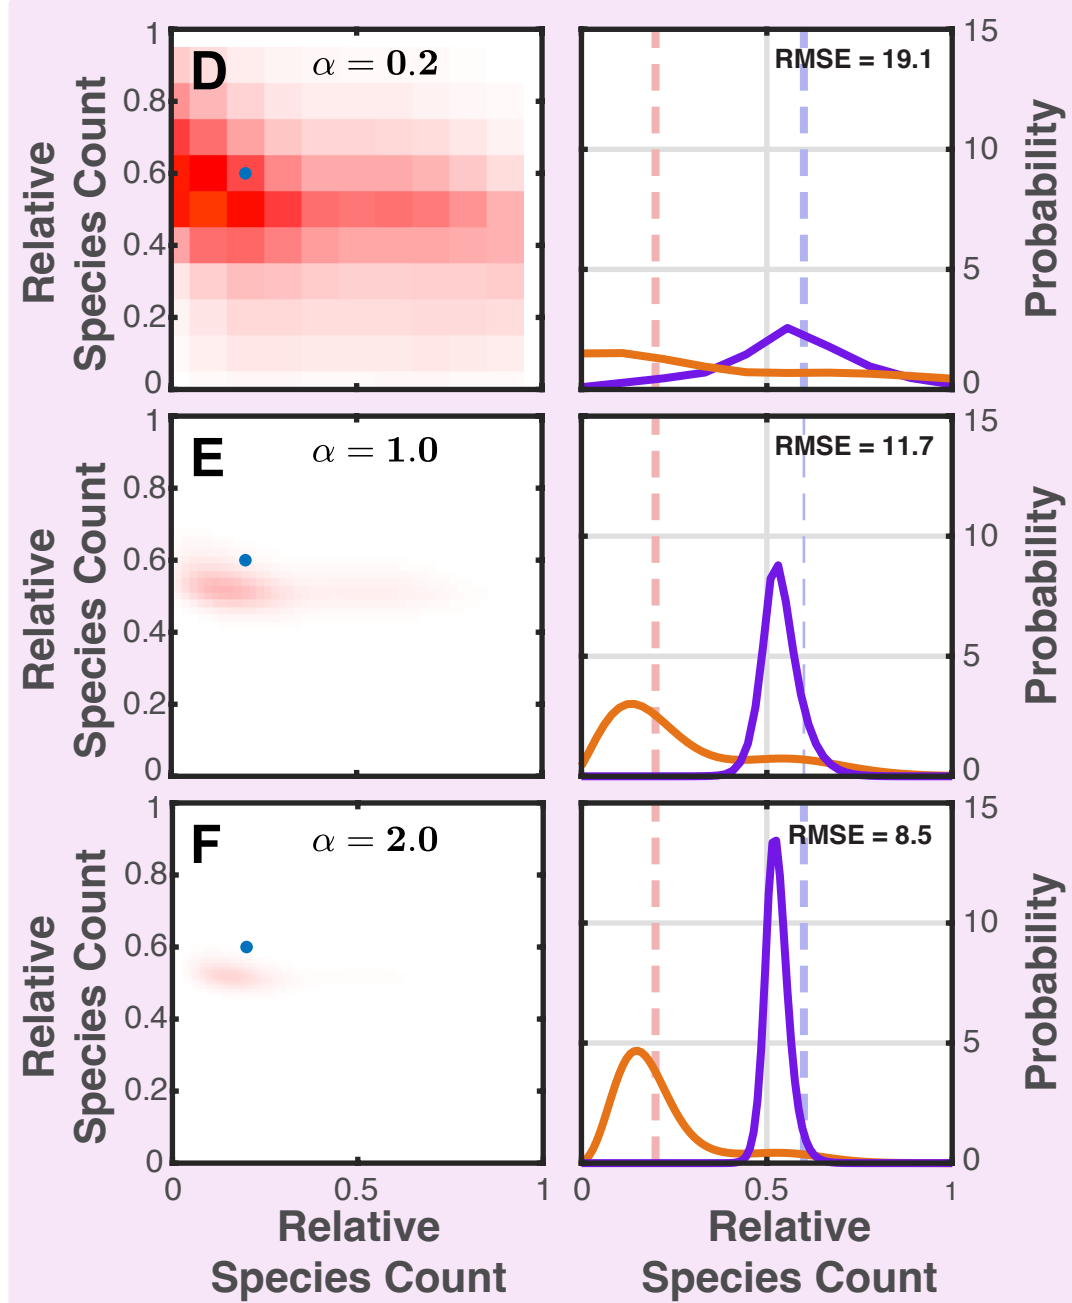 D
α = 0.2
1
0.8
0.6
0.4
0.2
0
Relative
Species Count
RMSE = 19.1
15
10
5
0
Probability
E
α = 1.0
1
0.8
0.6
0.4
0.2
0
Relative
Species Count
RMSE = 11.7
15
10
5
0
Probability
F
α = 2.0
1
0.8
0.6
0.4
0.2
0
Relative
Species Count
0 0.5 1
Relative
Species Count
RMSE = 8.5
15
10
5
0
Probability
0 0.5 1
Relative
Species Count